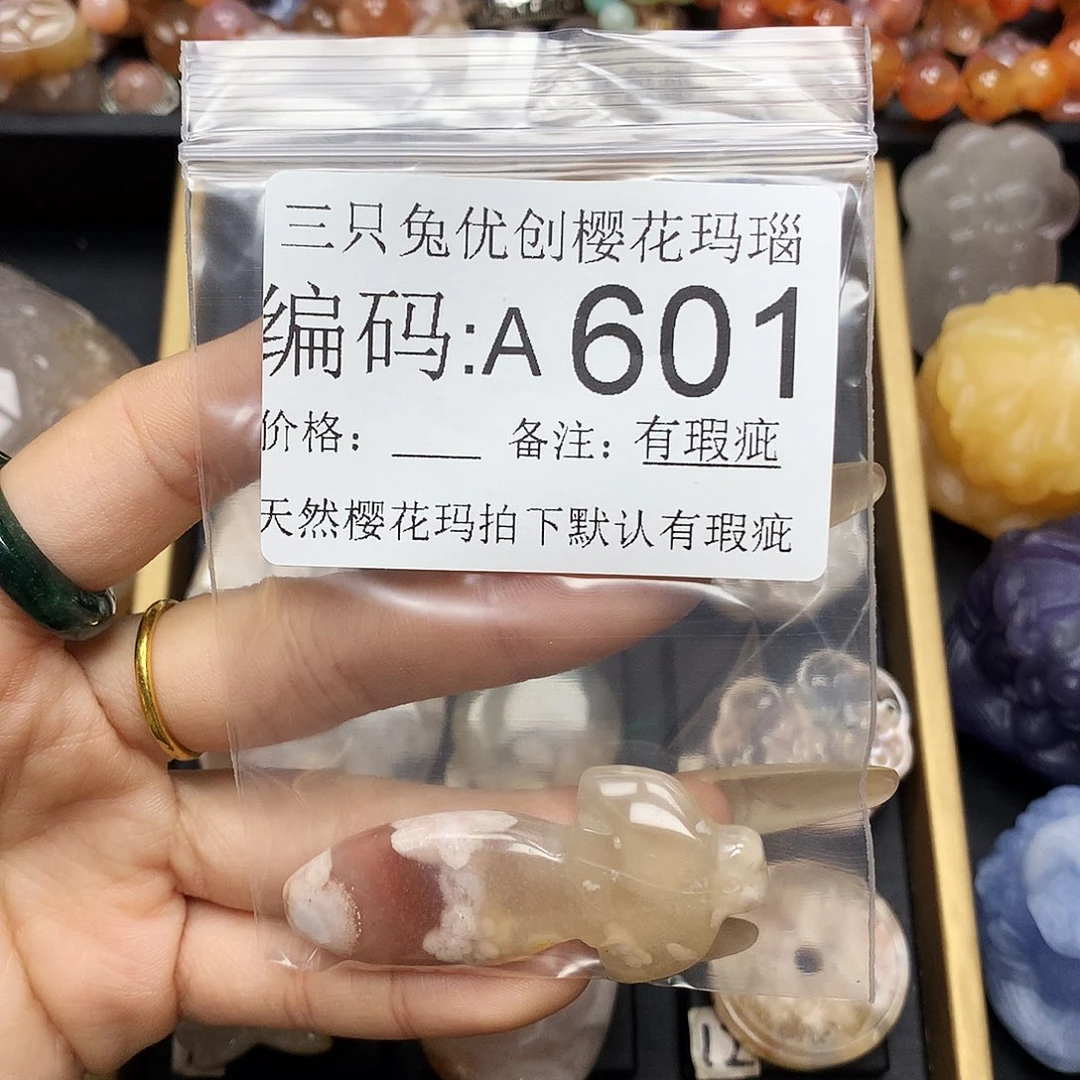 三只兔优创樱花玛瑙
编码:A 601
价格：___ 备注：有瑕疵
天然樱花玛拍下默认有瑕疵